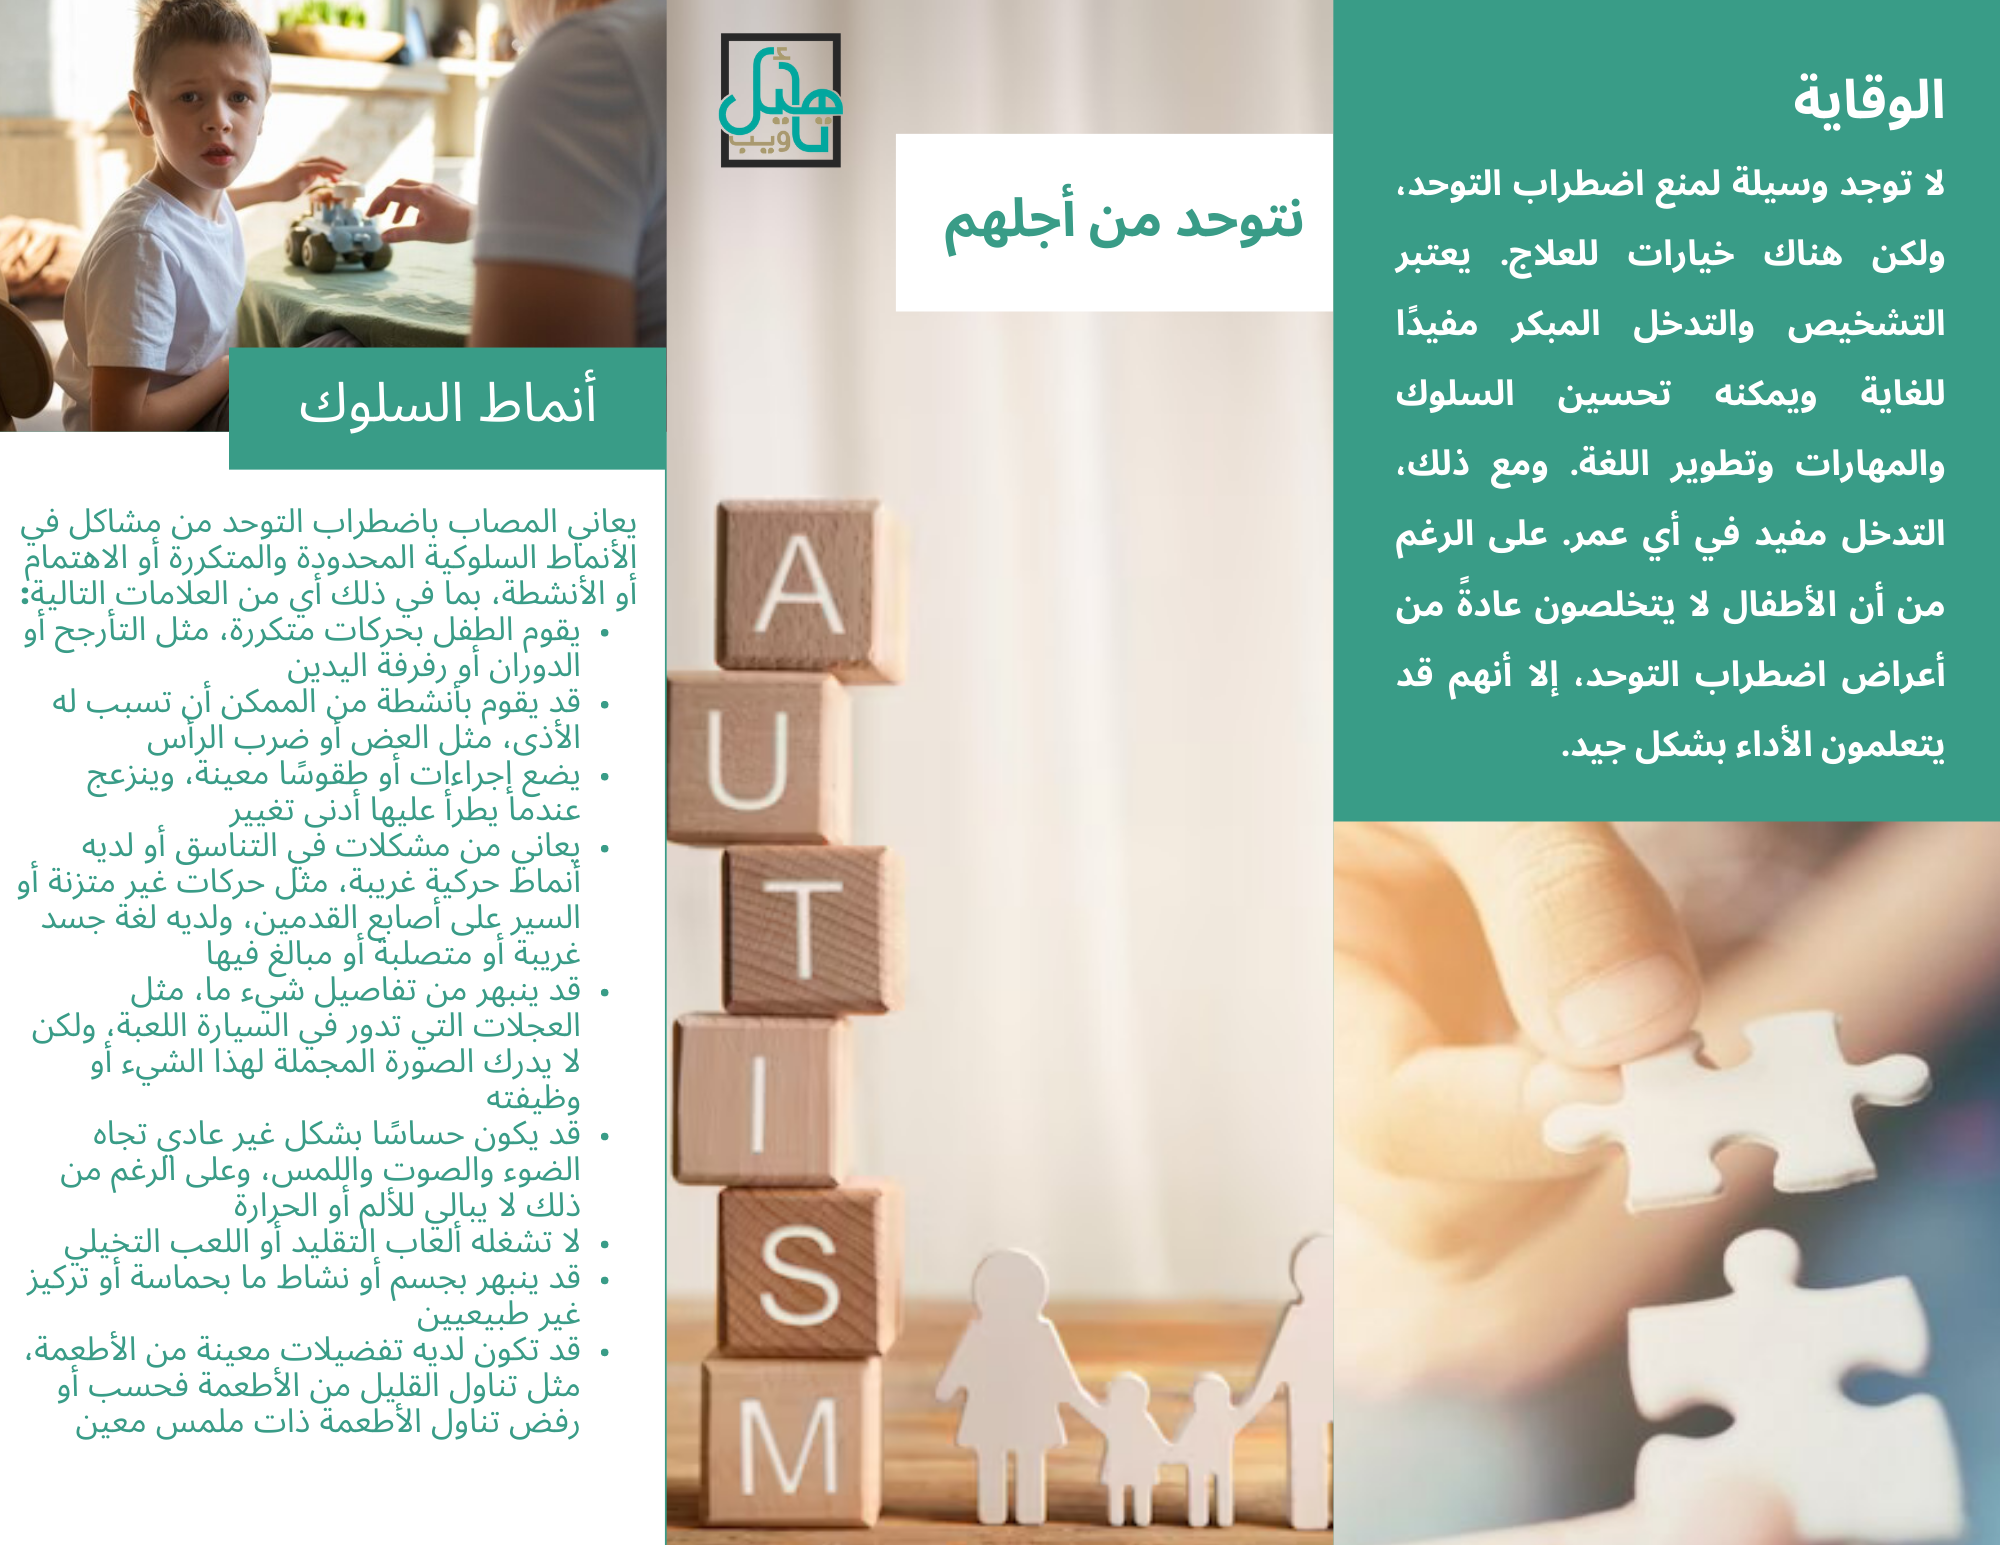 الوقاية
لا توجد وسيلة لمنع اضطراب التوحد،
ولكن هناك خيارات للعلاج. يعتبر
التشخيص والتدخل المبكر مفيدًا
للغاية ويمكنه تحسين السلوك
والمهارات وتطوير اللغة. ومع ذلك،
التدخل مفيد في أي عمر. على الرغم
من أن الأطفال لا يتخلصون عادةً من
أعراض اضطراب التوحد، إلا أنهم قد
يتعلمون الأداء بشكل جيد.
تأهيل
ويب
نتوحد من أجلهم
A
U
T
I
S
M
أنماط السلوك
يعاني المصاب باضطراب التوحد من مشاكل في
الأنماط السلوكية المحدودة والمتكررة أو الاهتمام
أو الأنشطة، بما في ذلك أي من العلامات التالية:
• يقوم الطفل بحركات متكررة، مثل التأرجح أو
الدوران أو رفرفة اليدين
• قد يقوم بأنشطة من الممكن أن تسبب له
الأذى، مثل العض أو ضرب الرأس
• يضع إجراءات أو طقوسًا معينة، وينزعج
عندما يطرأ عليها أدنى تغيير
• يعاني من مشكلات في التناسق أو لديه
أنماط حركية غريبة، مثل حركات غير متزنة أو
السير على أصابع القدمين، ولديه لغة جسد
غريبة أو متصلبة أو مبالغ فيها
• قد ينبهر من تفاصيل شيء ما، مثل
العجلات التي تدور في السيارة اللعبة، ولكن
لا يدرك الصورة المجملة لهذا الشيء أو
وظيفته
• قد يكون حساسًا بشكل غير عادي تجاه
الضوء والصوت واللمس، وعلى الرغم من
ذلك لا يبالي للألم أو الحرارة
• لا تشغله ألعاب التقليد أو اللعب التخيلي
• قد ينبهر بجسم أو نشاط ما بحماسة أو تركيز
غير طبيعيين
• قد تكون لديه تفضيلات معينة من الأطعمة،
مثل تناول القليل من الأطعمة فحسب أو
رفض تناول الأطعمة ذات ملمس معين